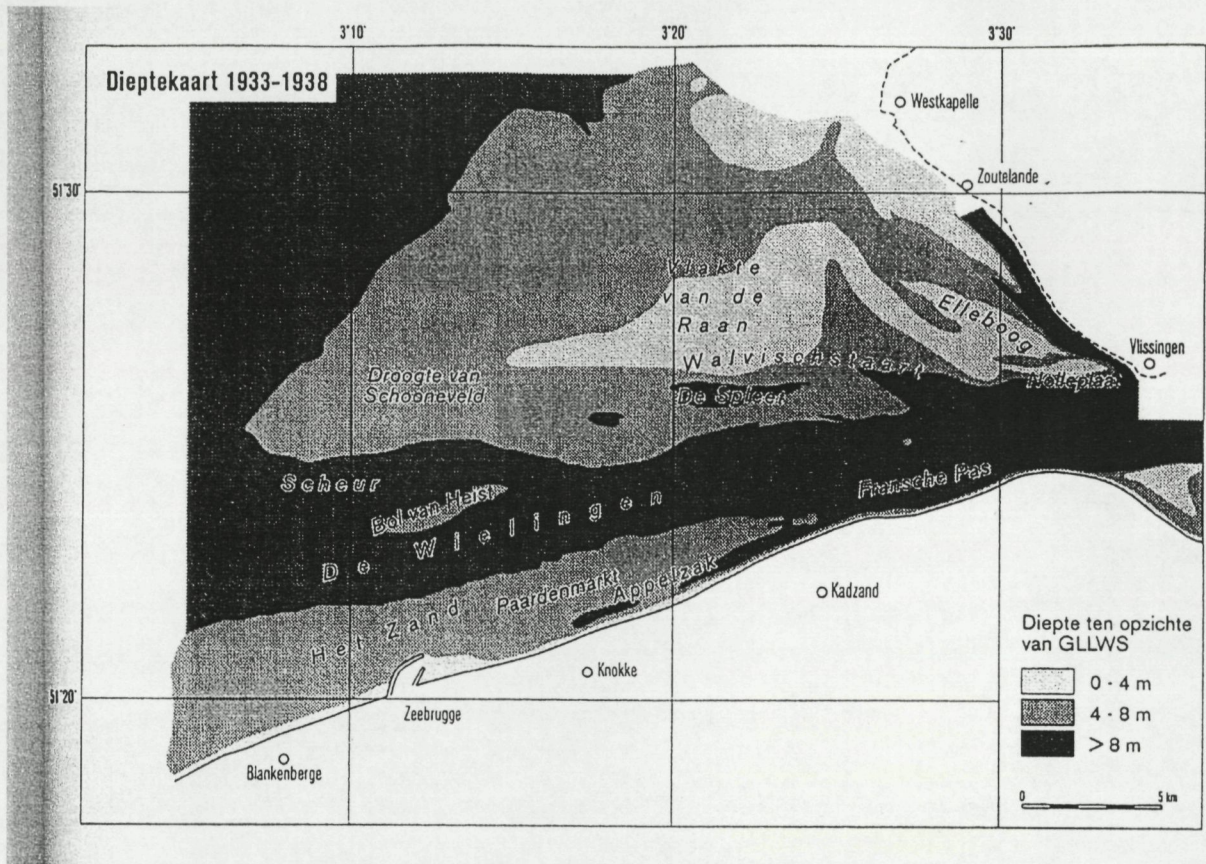 3°10'
3°20'
3°30'
Dieptekaart 1933-1938
Westkapelle
51°30'
Zoutelande
Vlakte
van de
Raan
Elleboog
Walvischstaart
Vlissingen
Droogte van
Schooneveld
De Spleet
Nolleplaat
Scheur
Bol van Heist
Fransche Pas
De Wielingen
Paardenmarkt
Appelzak
Het Zand
Kadzand
Knokke
51°20'
Zeebrugge
Blankenberge
Diepte ten opzichte
van GLLWS
0 - 4 m
4 - 8 m
> 8 m
0 5 km